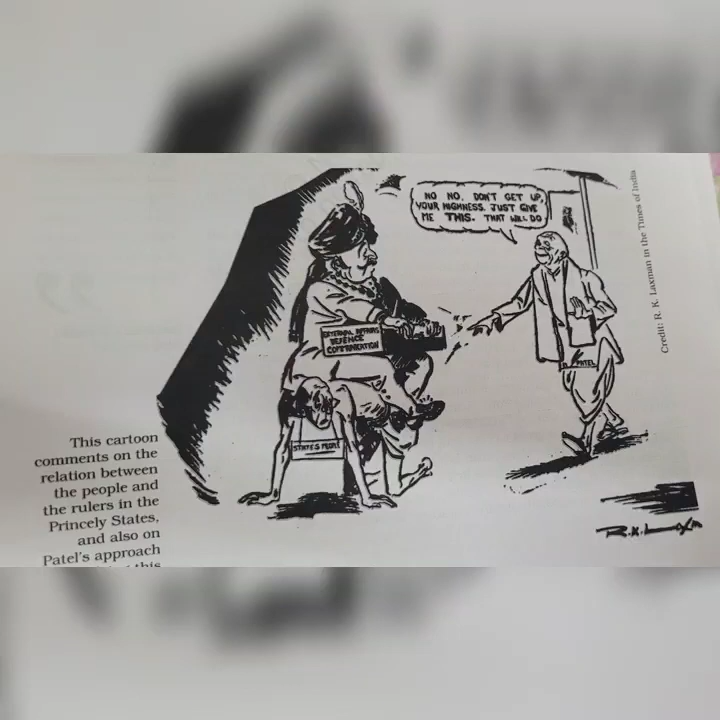 NO NO. DON'T GET UP,
YOUR HIGHNESS. JUST GIVE
ME THIS. THAT WILL DO
Credit: R. K. Laxman in the Times of India
EXTERNAL AFFAIRS
DEFENCE
COMMUNICATION
PATEL
STATES PEOPLE
This cartoon
comments on the
relation between
the people and
the rulers in the
Princely States,
and also on
Patel's approach
this
R.K. Laxman